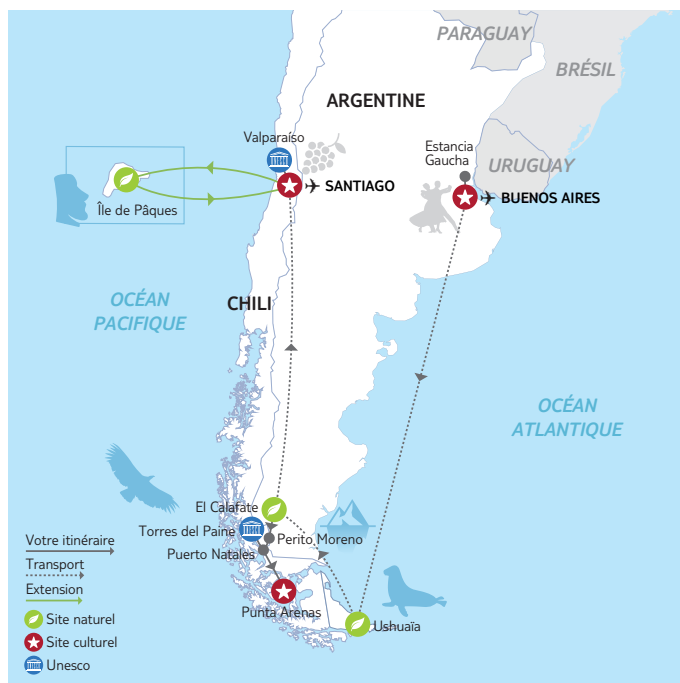 PARAGUAY
BRÉSIL
ARGENTINE
Valparaíso
Estancia
Gaucha
URUGUAY
SANTIAGO
BUENOS AIRES
Île de Pâques
OCÉAN
PACIFIQUE
CHILI
OCÉAN
ATLANTIQUE
El Calafate
Torres del Paine
Perito Moreno
Puerto Natales
Punta Arenas
Ushuaïa
Votre itinéraire
Transport
Extension
Site naturel
Site culturel
Unesco